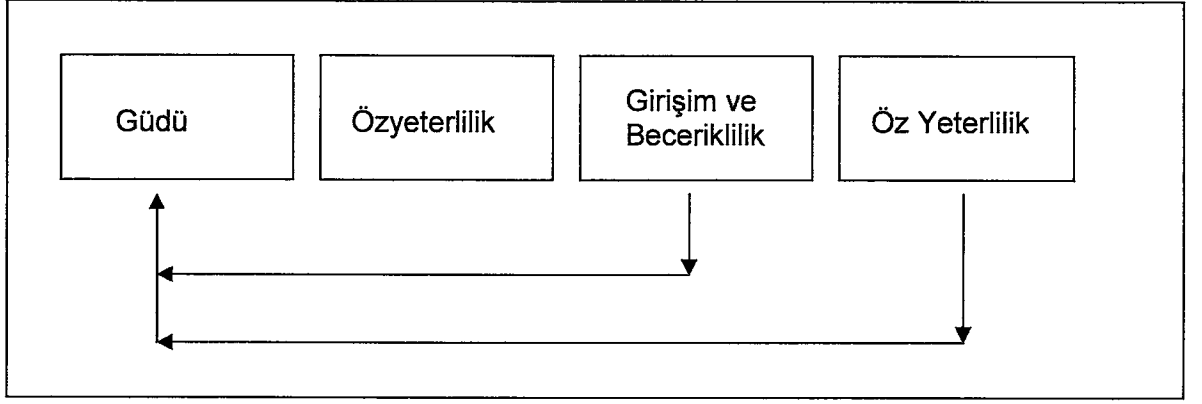 Güdü
Özyeterlilik
Girişim ve
Beceriklilik
Öz Yeterlilik